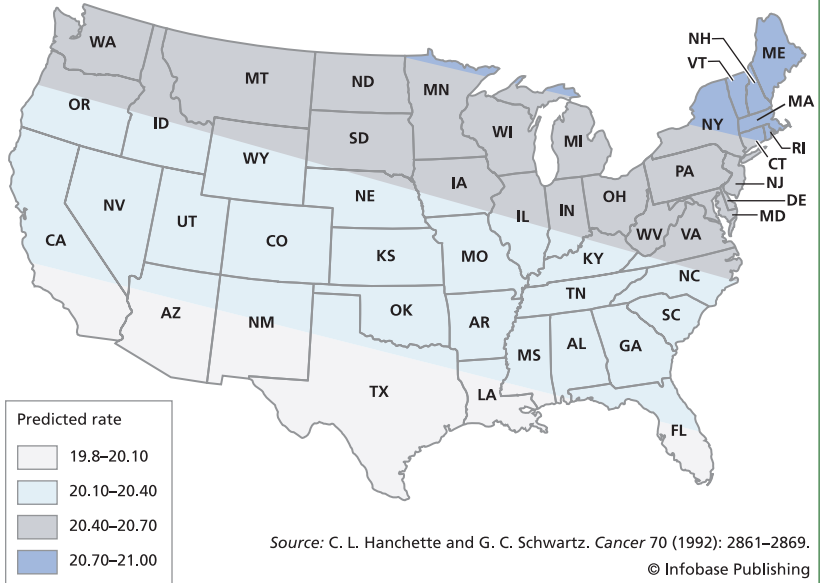 WA
MT
ND
MN
OR
ID
WY
SD
WI
MI
NH
VT
ME
MA
NY
RI
CT
NV
UT
CO
NE
IA
IL
IN
OH
PA
NJ
DE
MD
WV
VA
CA
KS
MO
KY
NC
TN
AZ
NM
OK
AR
SC
MS
AL
GA
TX
LA
FL
Predicted rate
19.8–20.10
20.10–20.40
20.40–20.70
20.70–21.00
Source: C. L. Hanchette and G. C. Schwartz. Cancer 70 (1992): 2861–2869.
© Infobase Publishing